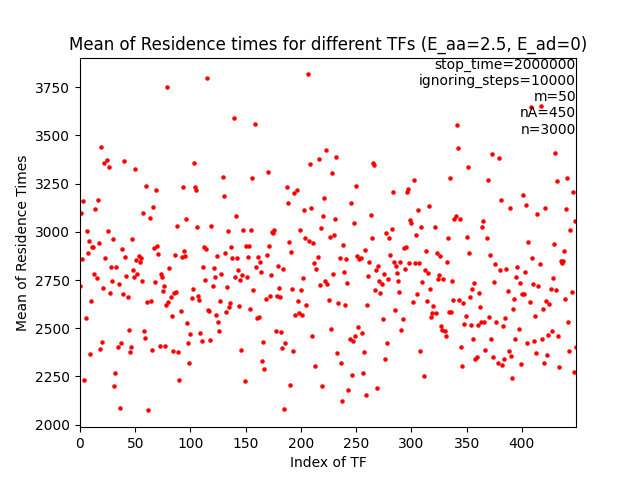 Mean of Residence times for different TFs (E_aa=2.5, E_ad=0)
stop_time=2000000
ignoring_steps=10000
m=50
nA=450
n=3000
Mean of Residence Times
3750
3500
3250
3000
2750
2500
2250
2000
0 50 100 150 200 250 300 350 400
Index of TF